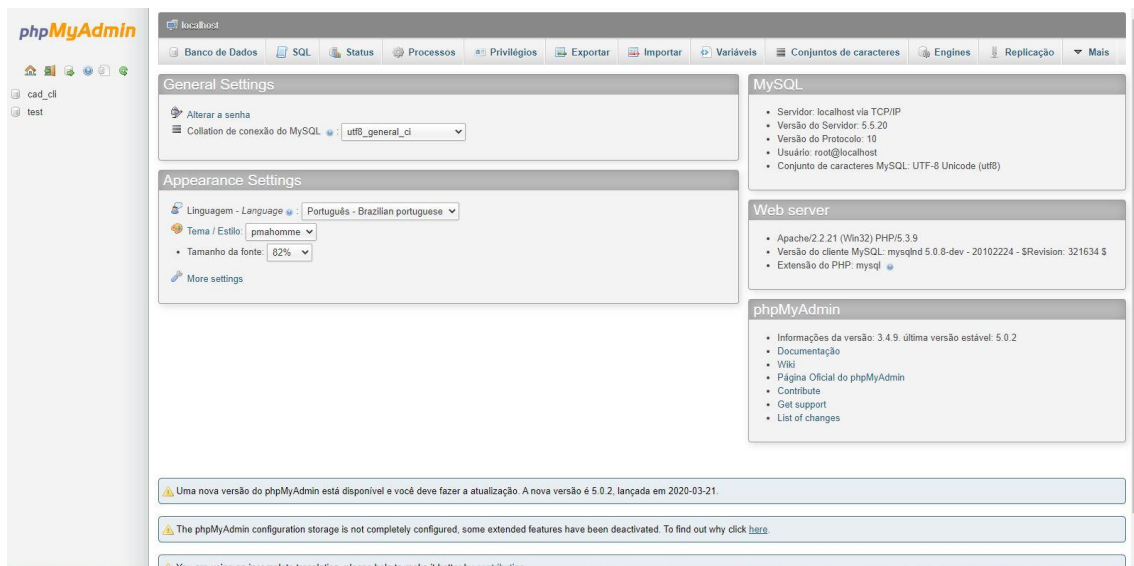 phpMyAdmin
cad_cli
test
localhost
Banco de Dados SQL Status Processos Privilégios Exportar Importar Variáveis Conjuntos de caracteres Engines Replicação Mais
General Settings
Alterar a senha
Collation de conexão do MySQL : utf8_general_ci
Appearance Settings
Linguagem - Language : Português - Brazilian portuguese
Tema / Estilo: pmahomme
Tamanho da fonte: 82%
More settings
MySQL
Servidor: localhost via TCP/IP
Versão do Servidor: 5.5.20
Versão do Protocolo: 10
Usuário: root@localhost
Conjunto de caracteres MySQL: UTF-8 Unicode (utf8)
Web server
Apache/2.2.21 (Win32) PHP/5.3.9
Versão do cliente MySQL: mysqlnd 5.0.8-dev - 20102224 - $Revision: 321634 $
Extensão do PHP: mysql
phpMyAdmin
Informações da versão: 3.4.9. última versão estável: 5.0.2
Documentação
Wiki
Página Oficial do phpMyAdmin
Contribute
Get support
List of changes
Uma nova versão do phpMyAdmin está disponível e você deve fazer a atualização. A nova versão é 5.0.2, lançada em 2020-03-21.
The phpMyAdmin configuration storage is not completely configured, some extended features have been deactivated. To find out why click here.